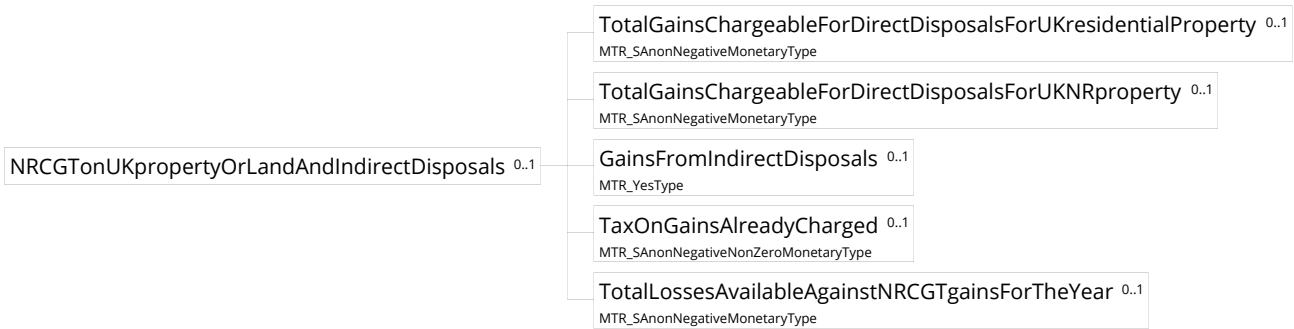 TotalGainsChargeableForDirectDisposalsForUKresidentialProperty 0..1
MTR_SAnonNegativeMonetaryType
TotalGainsChargeableForDirectDisposalsForUKNRproperty 0..1
MTR_SAnonNegativeMonetaryType
NRCGTonUKpropertyOrLandAndIndirectDisposals 0..1
GainsFromIndirectDisposals 0..1
MTR_YesType
TaxOnGainsAlreadyCharged 0..1
MTR_SAnonNegativeNonZeroMonetaryType
TotalLossesAvailableAgainstNRCGTgainsForTheYear 0..1
MTR_SAnonNegativeMonetaryType